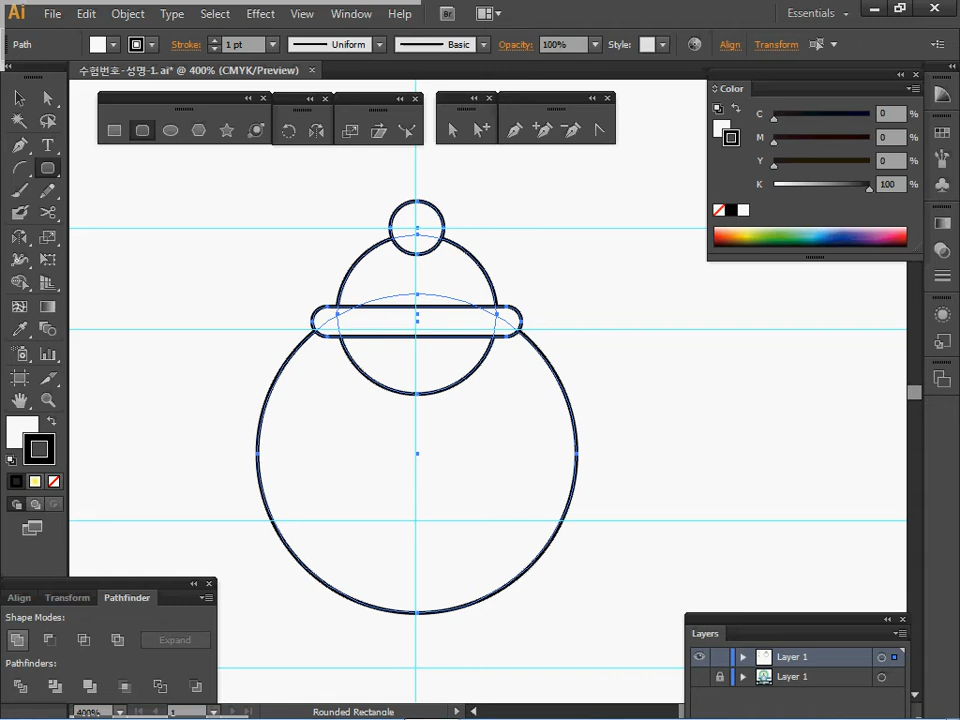 Ai File Edit Object Type Select Effect View Window Help Br Essentials
Path Stroke: 1 pt Uniform Basic Opacity: 100% Style: Align Transform
수험번호-성명-1. ai* @ 400% (CMYK/Preview)
Color
C 0 %
M 0 %
Y 0 %
K 100 %
Align Transform Pathfinder
Shape Modes:
Expand
Pathfinders:
Layers
Layer 1
Layer 1
400% 1 Rounded Rectangle